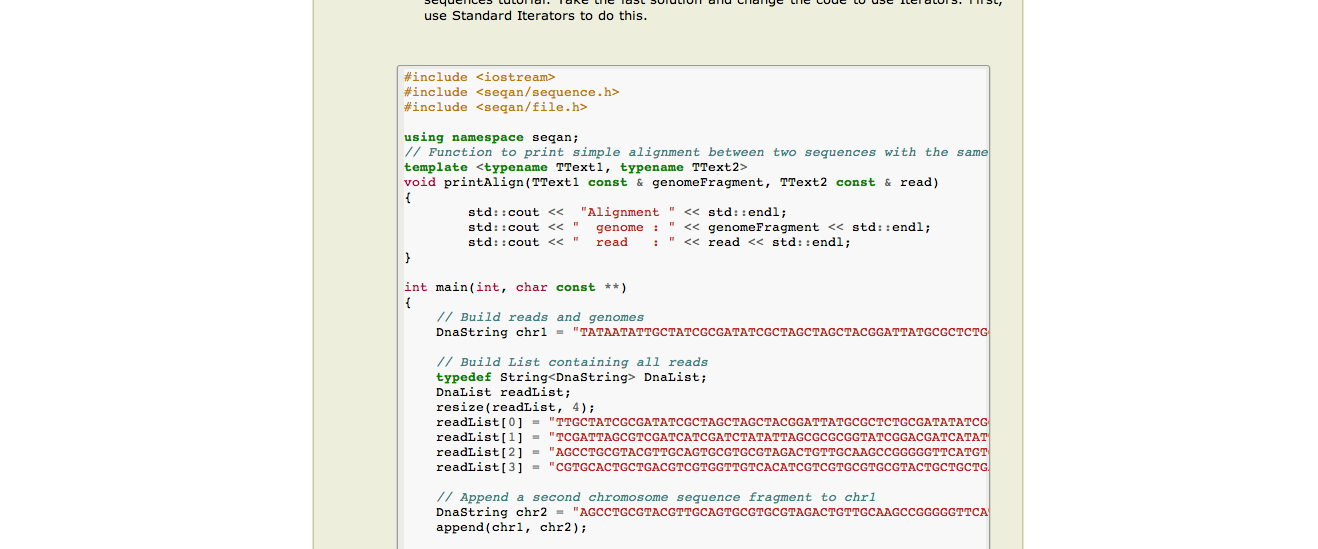 sequences tutorial. Take the last solution and change the code to use Iterators. First,
use Standard Iterators to do this.
#include <iostream>
#include <seqan/sequence.h>
#include <seqan/file.h>
using namespace seqan;
// Function to print simple alignment between two sequences with the same
template <typename TText1, typename TText2>
void printAlign(TText1 const & genomeFragment, TText2 const & read)
{
std::cout <<  "Alignment " << std::endl;
std::cout << "  genome : " << genomeFragment << std::endl;
std::cout << "  read   : " << read << std::endl;
}
int main(int, char const **)
{
// Build reads and genomes
DnaString chr1 = "TATAATATTGCTATCGCGATATCGCTAGCTAGCTACGGATTATGCGCTCTG
// Build List containing all reads
typedef String<DnaString> DnaList;
DnaList readList;
resize(readList, 4);
readList[0] = "TTGCTATCGCGATATCGCTAGCTAGCTACGGATTATGCGCTCTGCGATATATCG
readList[1] = "TCGATTAGCGTCGATCATCGATCTATATTAGCGCGCGGTATCGGACGATCATAT
readList[2] = "AGCCTGCGTACGTTGCAGTGCGTGCGTAGACTGTTGCAAGCCGGGGGTTCATGT
readList[3] = "CGTGCACTGCTGACGTCGTGGTTGTCACATCGTCGTGCGTGCGTACTGCTGCTG
// Append a second chromosome sequence fragment to chr1
DnaString chr2 = "AGCCTGCGTACGTTGCAGTGCGTGCGTAGACTGTTGCAAGCCGGGGGTTCA
append(chr1, chr2);